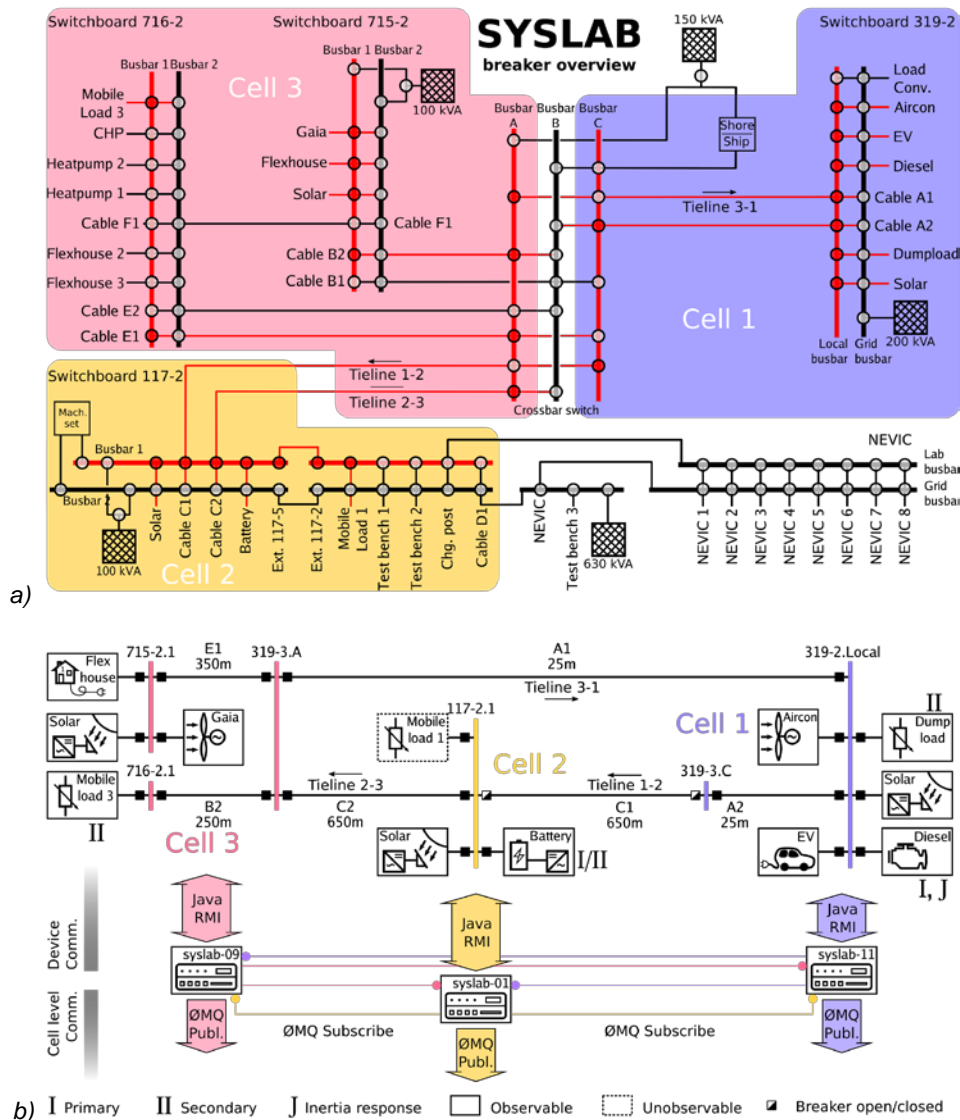 Switchboard 716-2
Switchboard 715-2
SYSLAB
breaker overview
150 kVA
Switchboard 319-2
Busbar 1 Busbar 2
Busbar 1 Busbar 2
Cell 3
100 kVA
Mobile
Load 3
CHP
Heatpump 2
Heatpump 1
Cable F1
Flexhouse 2
Flexhouse 3
Cable E2
Cable E1
Gaia
Flexhouse
Solar
Cable F1
Cable B2
Cable B1
Busbar Busbar Busbar
A B C
Shore
Ship
Tieline 3-1
Load
Conv.
Aircon
EV
Diesel
Cable A1
Cable A2
Dumpload
Solar
Cell 1
200 kVA
Local
busbar
Grid
busbar
Tieline 1-2
Tieline 2-3
Crossbar switch
Switchboard 117-2
Mach.
set
Busbar 1
Busbar 2
100 kVA
Solar
Cable C1
Cable C2
Battery
Ext. 117-5
Ext. 117-2
Mobile
Load 1
Test bench 1
Test bench 2
Chg. post
Cable D1
Cell 2
NEVIC
Test bench 3
630 kVA
NEVIC
Lab
busbar
Grid
busbar
NEVIC 1
NEVIC 2
NEVIC 3
NEVIC 4
NEVIC 5
NEVIC 6
NEVIC 7
NEVIC 8
a)
Flex
house
715-2.1
E1
350m
319-3.A
A1
25m
Tieline 3-1
319-2.Local
Solar
Gaia
Mobile
load 1
117-2.1
Cell 2
Cell 1
Aircon
II
Dump
load
Mobile
load 3
II
716-2.1
B2
250m
Tieline 2-3
C2
650m
Tieline 1-2
C1
650m
319-3.C
A2
25m
Solar
Cell 3
Solar
Battery
I/II
EV
Diesel
I, J
Device
Comm.
Java
RMI
Java
RMI
Java
RMI
syslab-09
syslab-01
syslab-11
Cell level
Comm.
ØMQ
Publ.
ØMQ Subscribe
ØMQ
Publ.
ØMQ Subscribe
ØMQ
Publ.
b)
I Primary
II Secondary
J Inertia response
Observable
Unobservable
Breaker open/closed